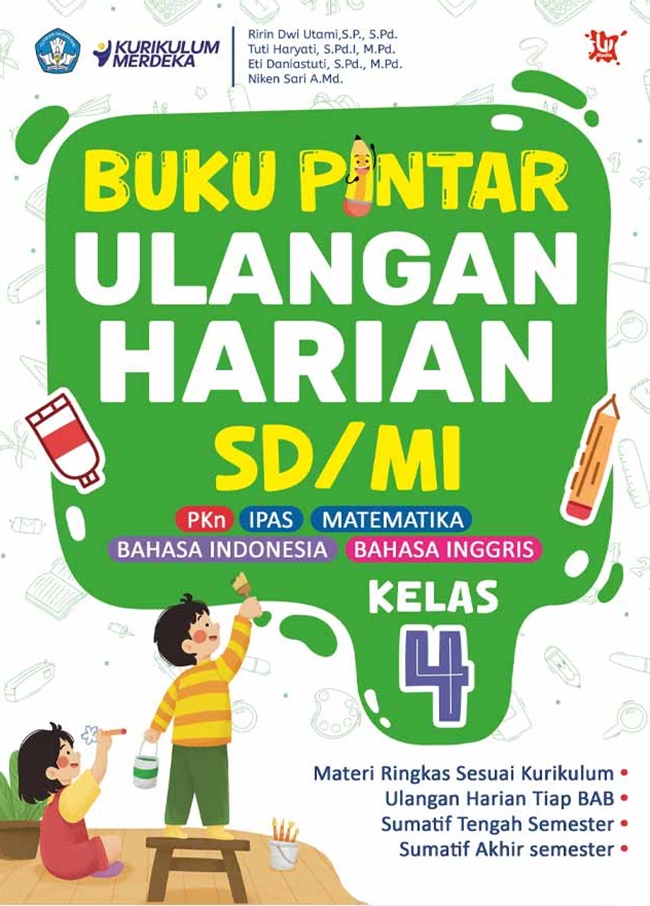 KURIKULUM
MERDEKA
Ririn Dwi Utami,S.P., S.Pd.
Tuti Haryati, S.Pd.I, M.Pd.
Eti Daniastuti, S.Pd., M.Pd.
Niken Sari A.Md.
BUKU PINTAR
ULANGAN
HARIAN
SD/MI
PKn IPAS MATEMATIKA
BAHASA INDONESIA BAHASA INGGRIS
KELAS
4
Materi Ringkas Sesuai Kurikulum •
Ulangan Harian Tiap BAB •
Sumatif Tengah Semester •
Sumatif Akhir semester •